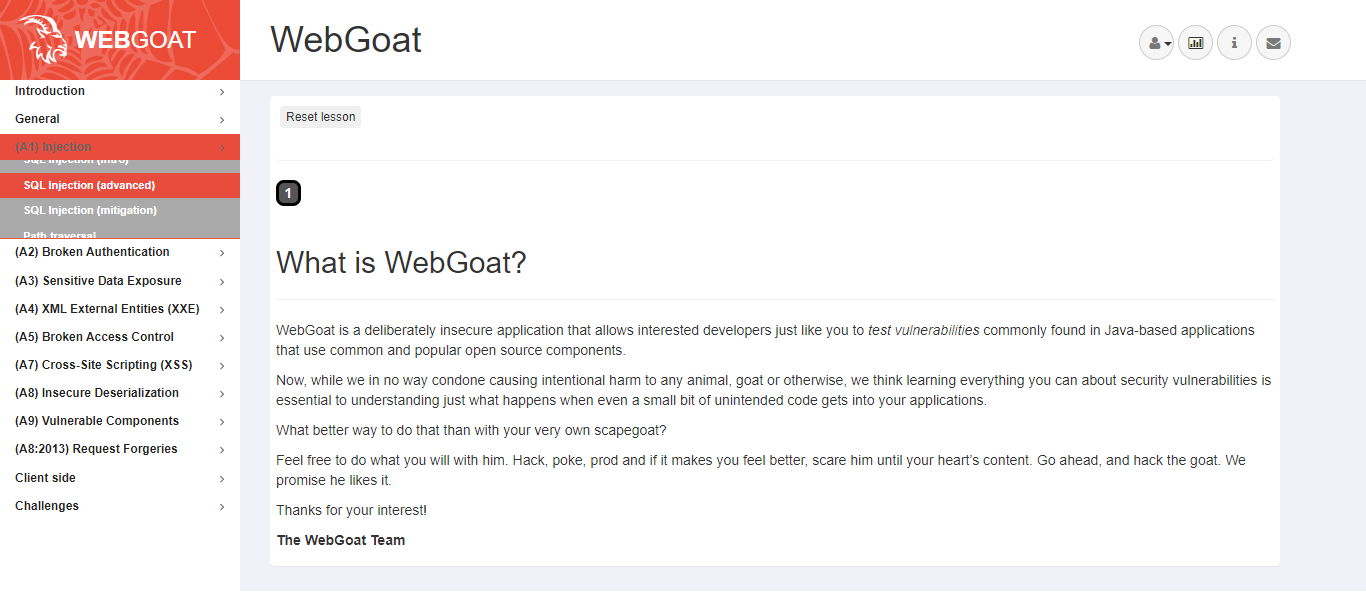 WEBGOAT
WebGoat
Introduction
General
(A1) Injection
SQL Injection (intro)
SQL Injection (advanced)
SQL Injection (mitigation)
Path traversal
(A2) Broken Authentication
(A3) Sensitive Data Exposure
(A4) XML External Entities (XXE)
(A5) Broken Access Control
(A7) Cross-Site Scripting (XSS)
(A8) Insecure Deserialization
(A9) Vulnerable Components
(A8:2013) Request Forgeries
Client side
Challenges
Reset lesson
1
What is WebGoat?
WebGoat is a deliberately insecure application that allows interested developers just like you to test vulnerabilities commonly found in Java-based applications
that use common and popular open source components.
Now, while we in no way condone causing intentional harm to any animal, goat or otherwise, we think learning everything you can about security vulnerabilities is
essential to understanding just what happens when even a small bit of unintended code gets into your applications.
What better way to do that than with your very own scapegoat?
Feel free to do what you will with him. Hack, poke, prod and if it makes you feel better, scare him until your heart's content. Go ahead, and hack the goat. We
promise he likes it.
Thanks for your interest!
The WebGoat Team